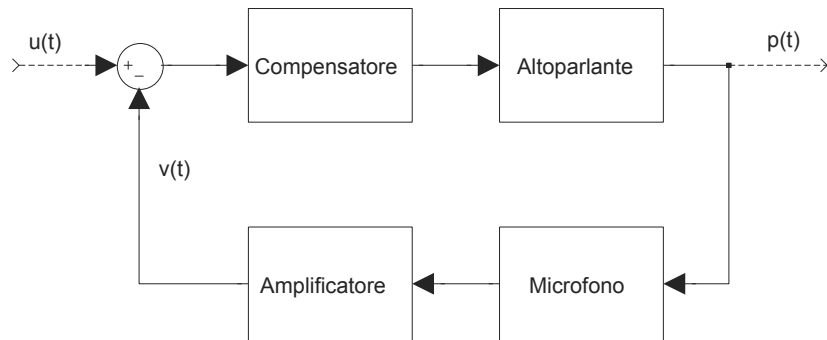 u(t)
p(t)
+
−
Compensatore
Altoparlante
v(t)
Amplificatore
Microfono